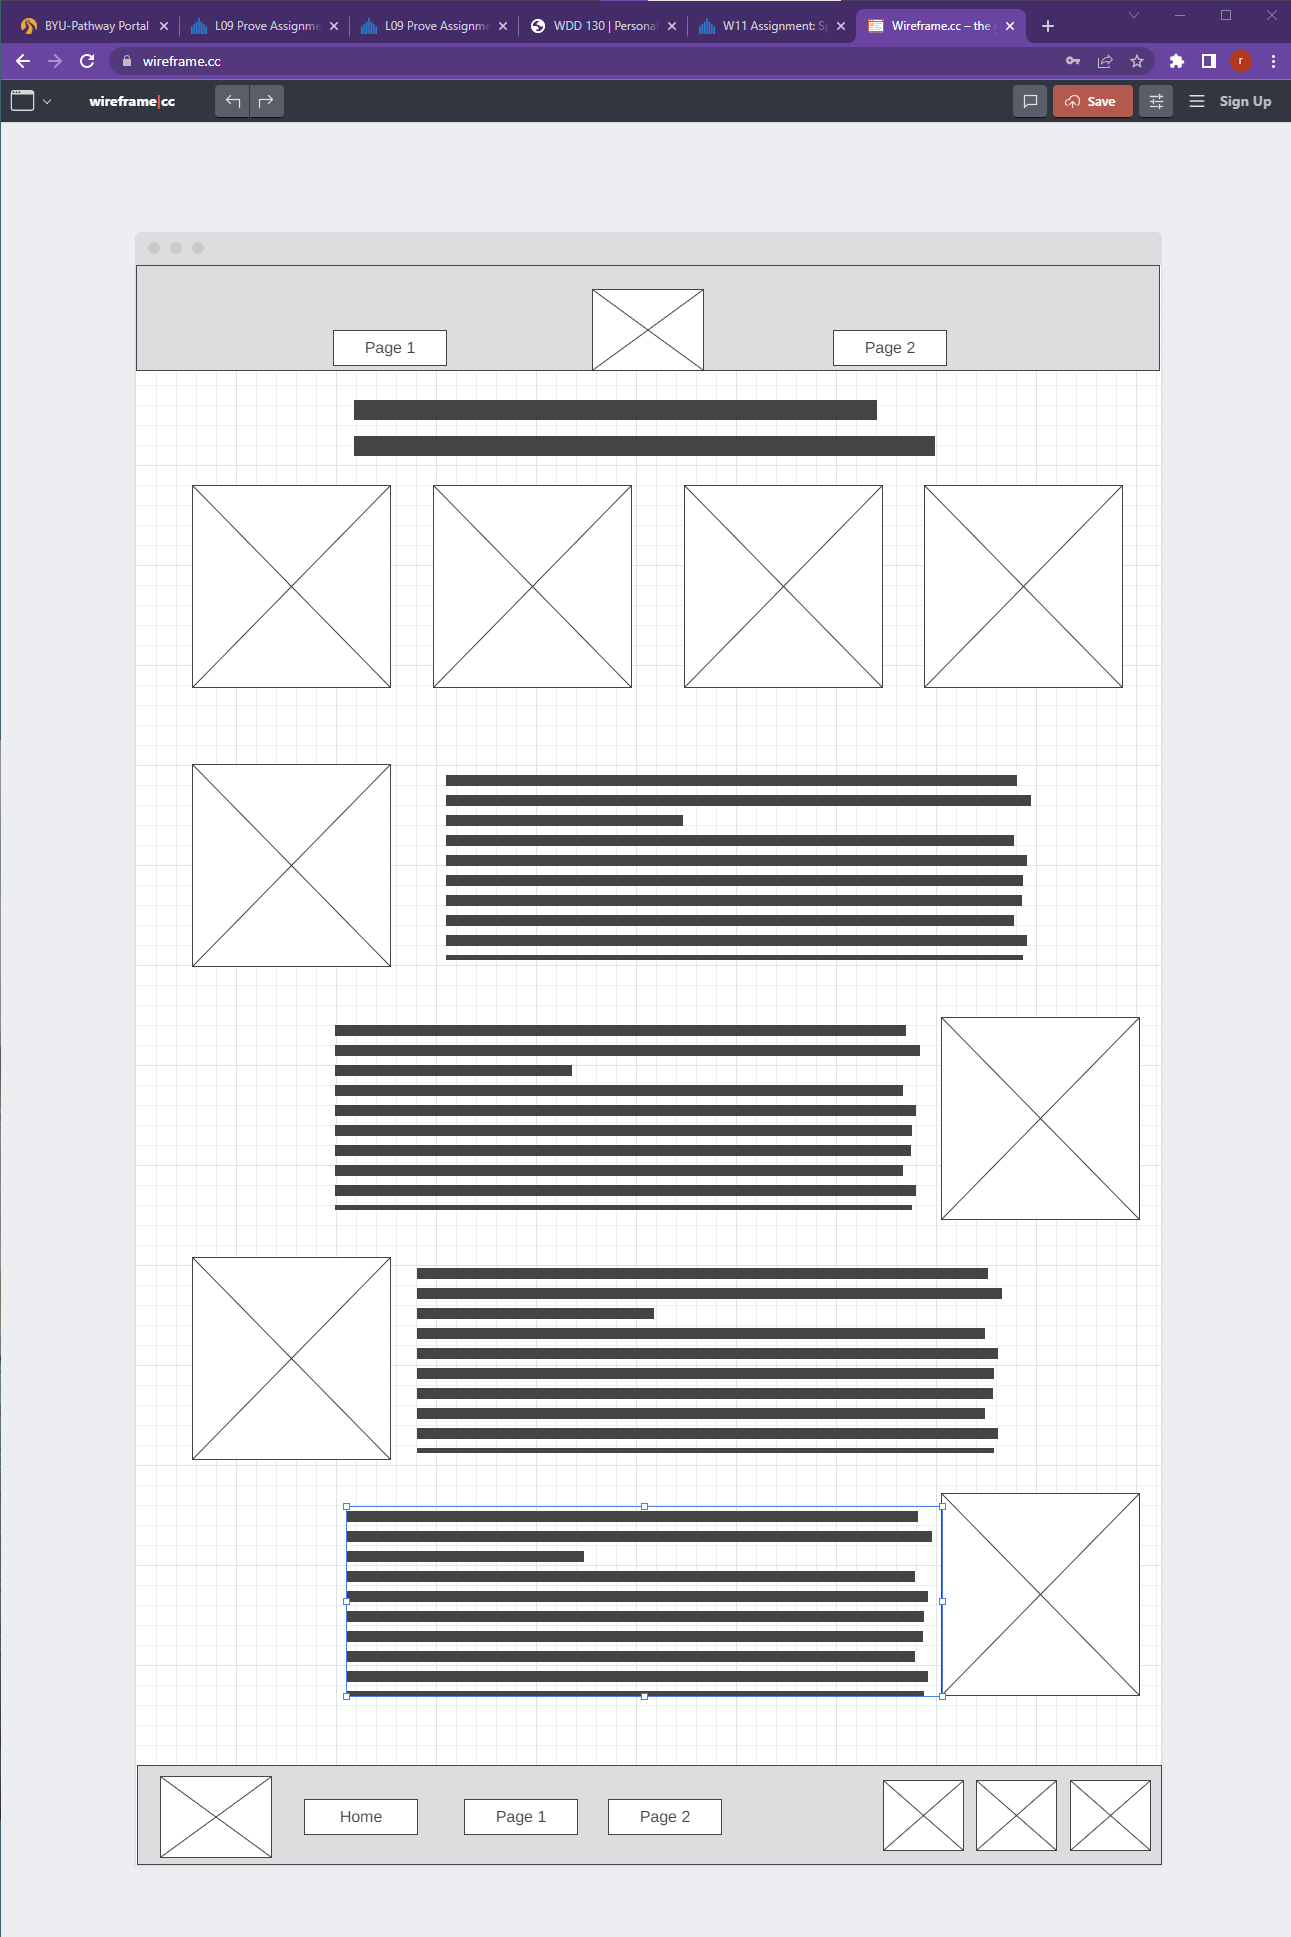 BYU-Pathway Portal
L09 Prove Assignme
L09 Prove Assignme
WDD 130 | Persona
W11 Assignment: Sp
Wireframe.cc – the
wireframe.cc
r
wireframe|cc
Save
Sign Up
Page 1
Page 2
Home
Page 1
Page 2